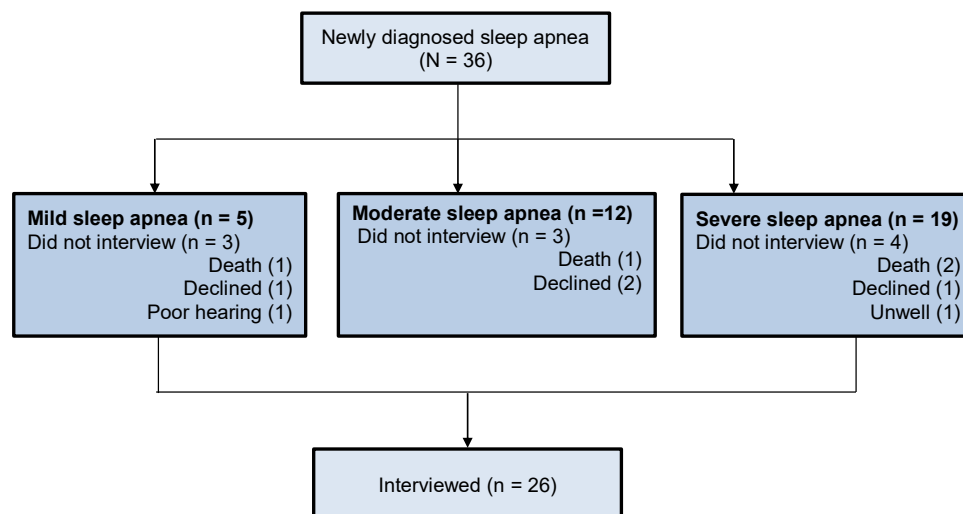 Newly diagnosed sleep apnea
(N = 36)
Mild sleep apnea (n = 5)
Did not interview (n = 3)
Death (1)
Declined (1)
Poor hearing (1)
Moderate sleep apnea (n =12)
Did not interview (n = 3)
Death (1)
Declined (2)
Severe sleep apnea (n = 19)
Did not interview (n = 4)
Death (2)
Declined (1)
Unwell (1)
Interviewed (n = 26)